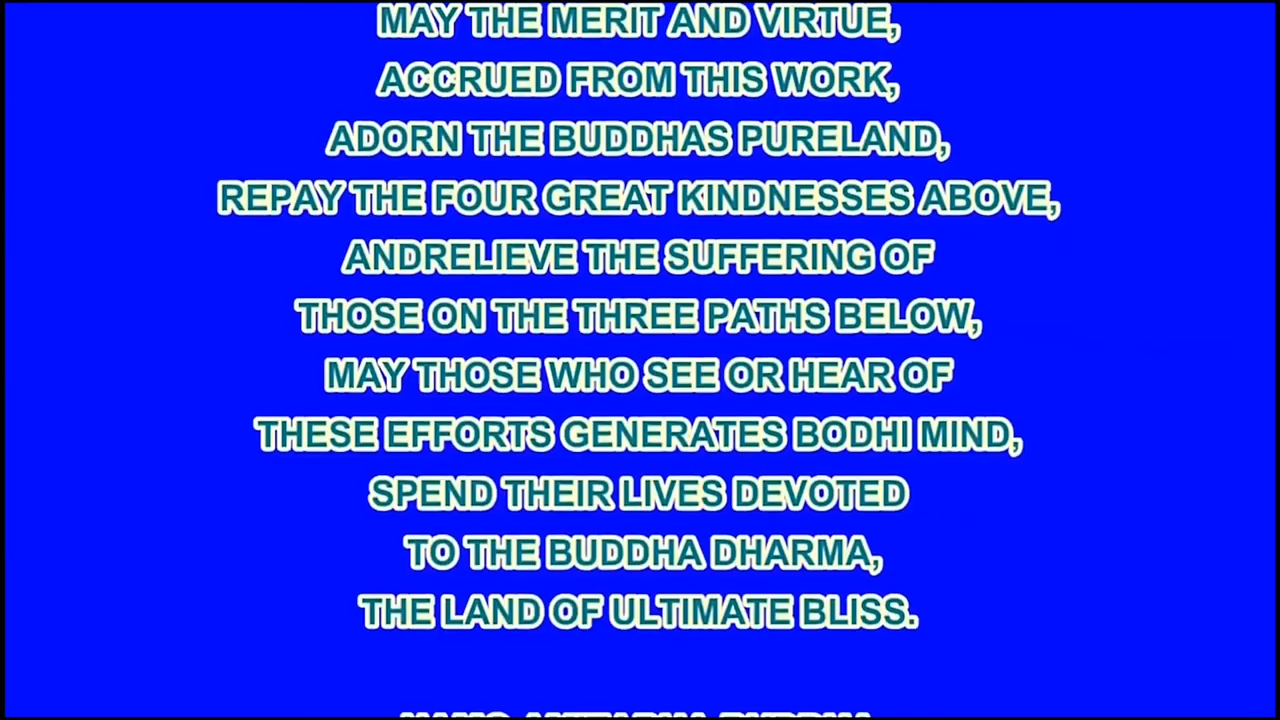 MAY THE MERIT AND VIRTUE,
ACCRUED FROM THIS WORK,
ADORN THE BUDDHAS PURELAND,
REPAY THE FOUR GREAT KINDNESSES ABOVE,
ANDRELIEVE THE SUFFERING OF
THOSE ON THE THREE PATHS BELOW,
MAY THOSE WHO SEE OR HEAR OF
THESE EFFORTS GENERATES BODHI MIND,
SPEND THEIR LIVES DEVOTED
TO THE BUDDHA DHARMA,
THE LAND OF ULTIMATE BLISS.